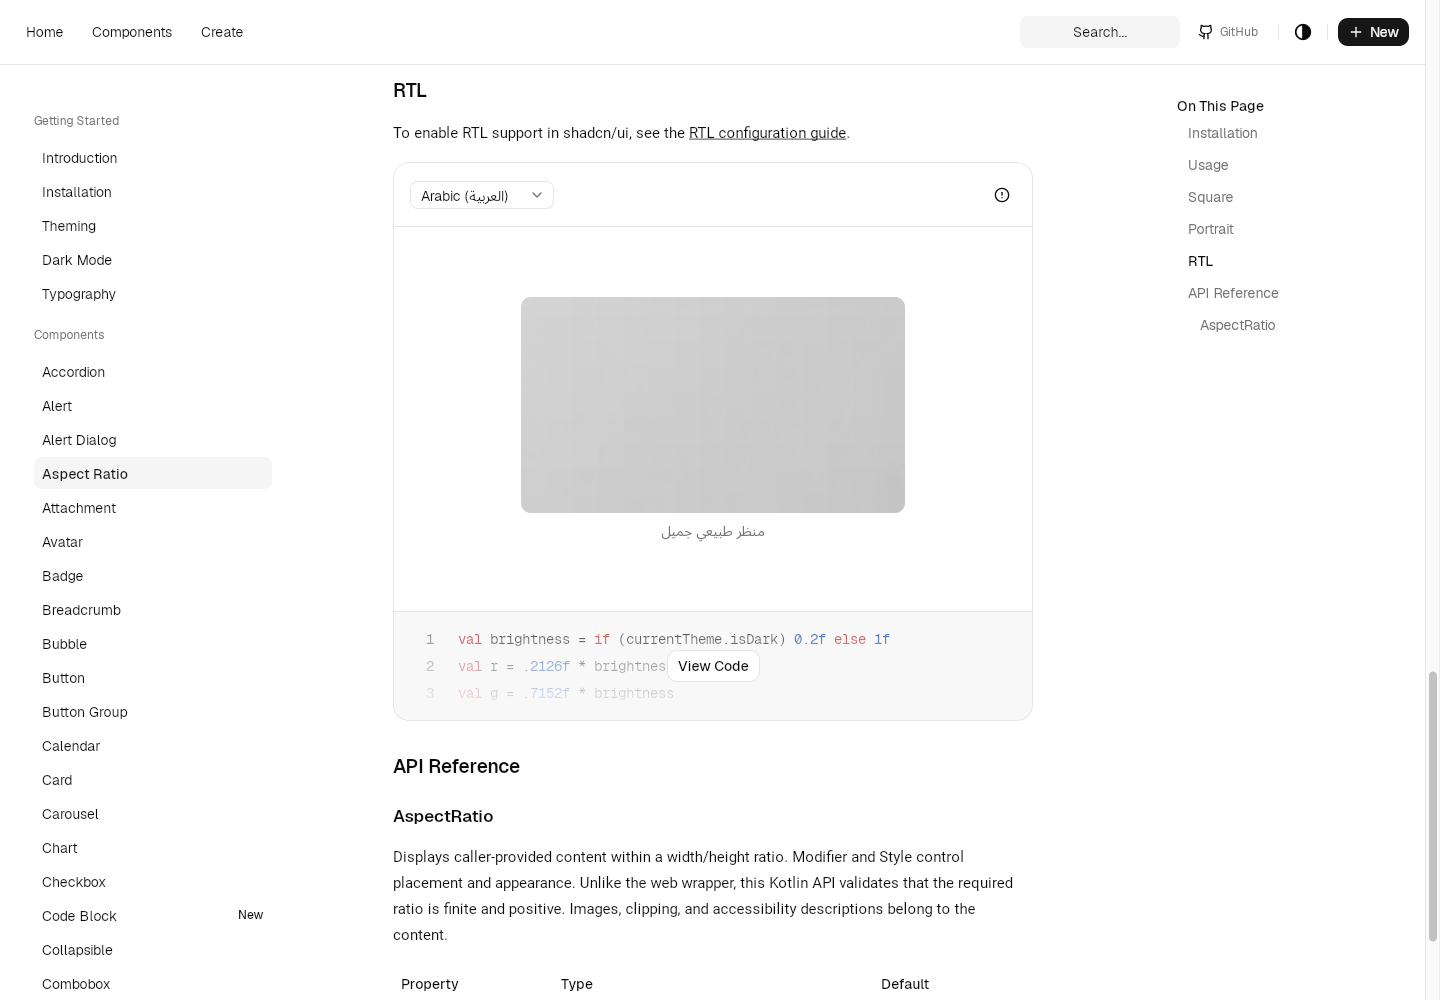 Home
Components
Create
Search...
GitHub
New
Getting Started
Introduction
Installation
Theming
Dark Mode
Typography
Components
Accordion
Alert
Alert Dialog
Aspect Ratio
Attachment
Avatar
Badge
Breadcrumb
Bubble
Button
Button Group
Calendar
Card
Carousel
Chart
Checkbox
Code Block
New
Collapsible
Combobox
RTL
To enable RTL support in shadcn/ui, see the RTL configuration guide.
Arabic (العربية)
منظر طبيعي جميل
1 val brightness = if (currentTheme.isDark) 0.2f else 1f
2 val r = .2126f * brightnes
View Code
3 val g = .7152f * brightness
API Reference
AspectRatio
Displays caller-provided content within a width/height ratio. Modifier and Style control
placement and appearance. Unlike the web wrapper, this Kotlin API validates that the required
ratio is finite and positive. Images, clipping, and accessibility descriptions belong to the
content.
Property Type Default
On This Page
Installation
Usage
Square
Portrait
RTL
API Reference
AspectRatio